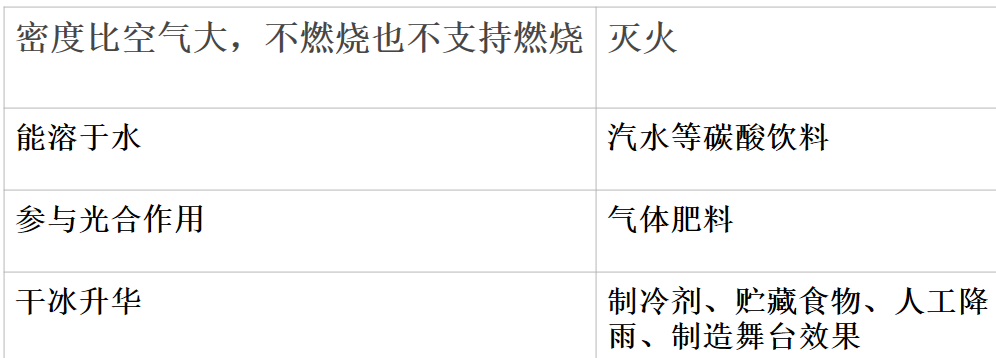 密度比空气大，不燃烧也不支持燃烧
灭火
能溶于水
汽水等碳酸饮料
参与光合作用
气体肥料
干冰升华
制冷剂、贮藏食物、人工降
雨、制造舞台效果